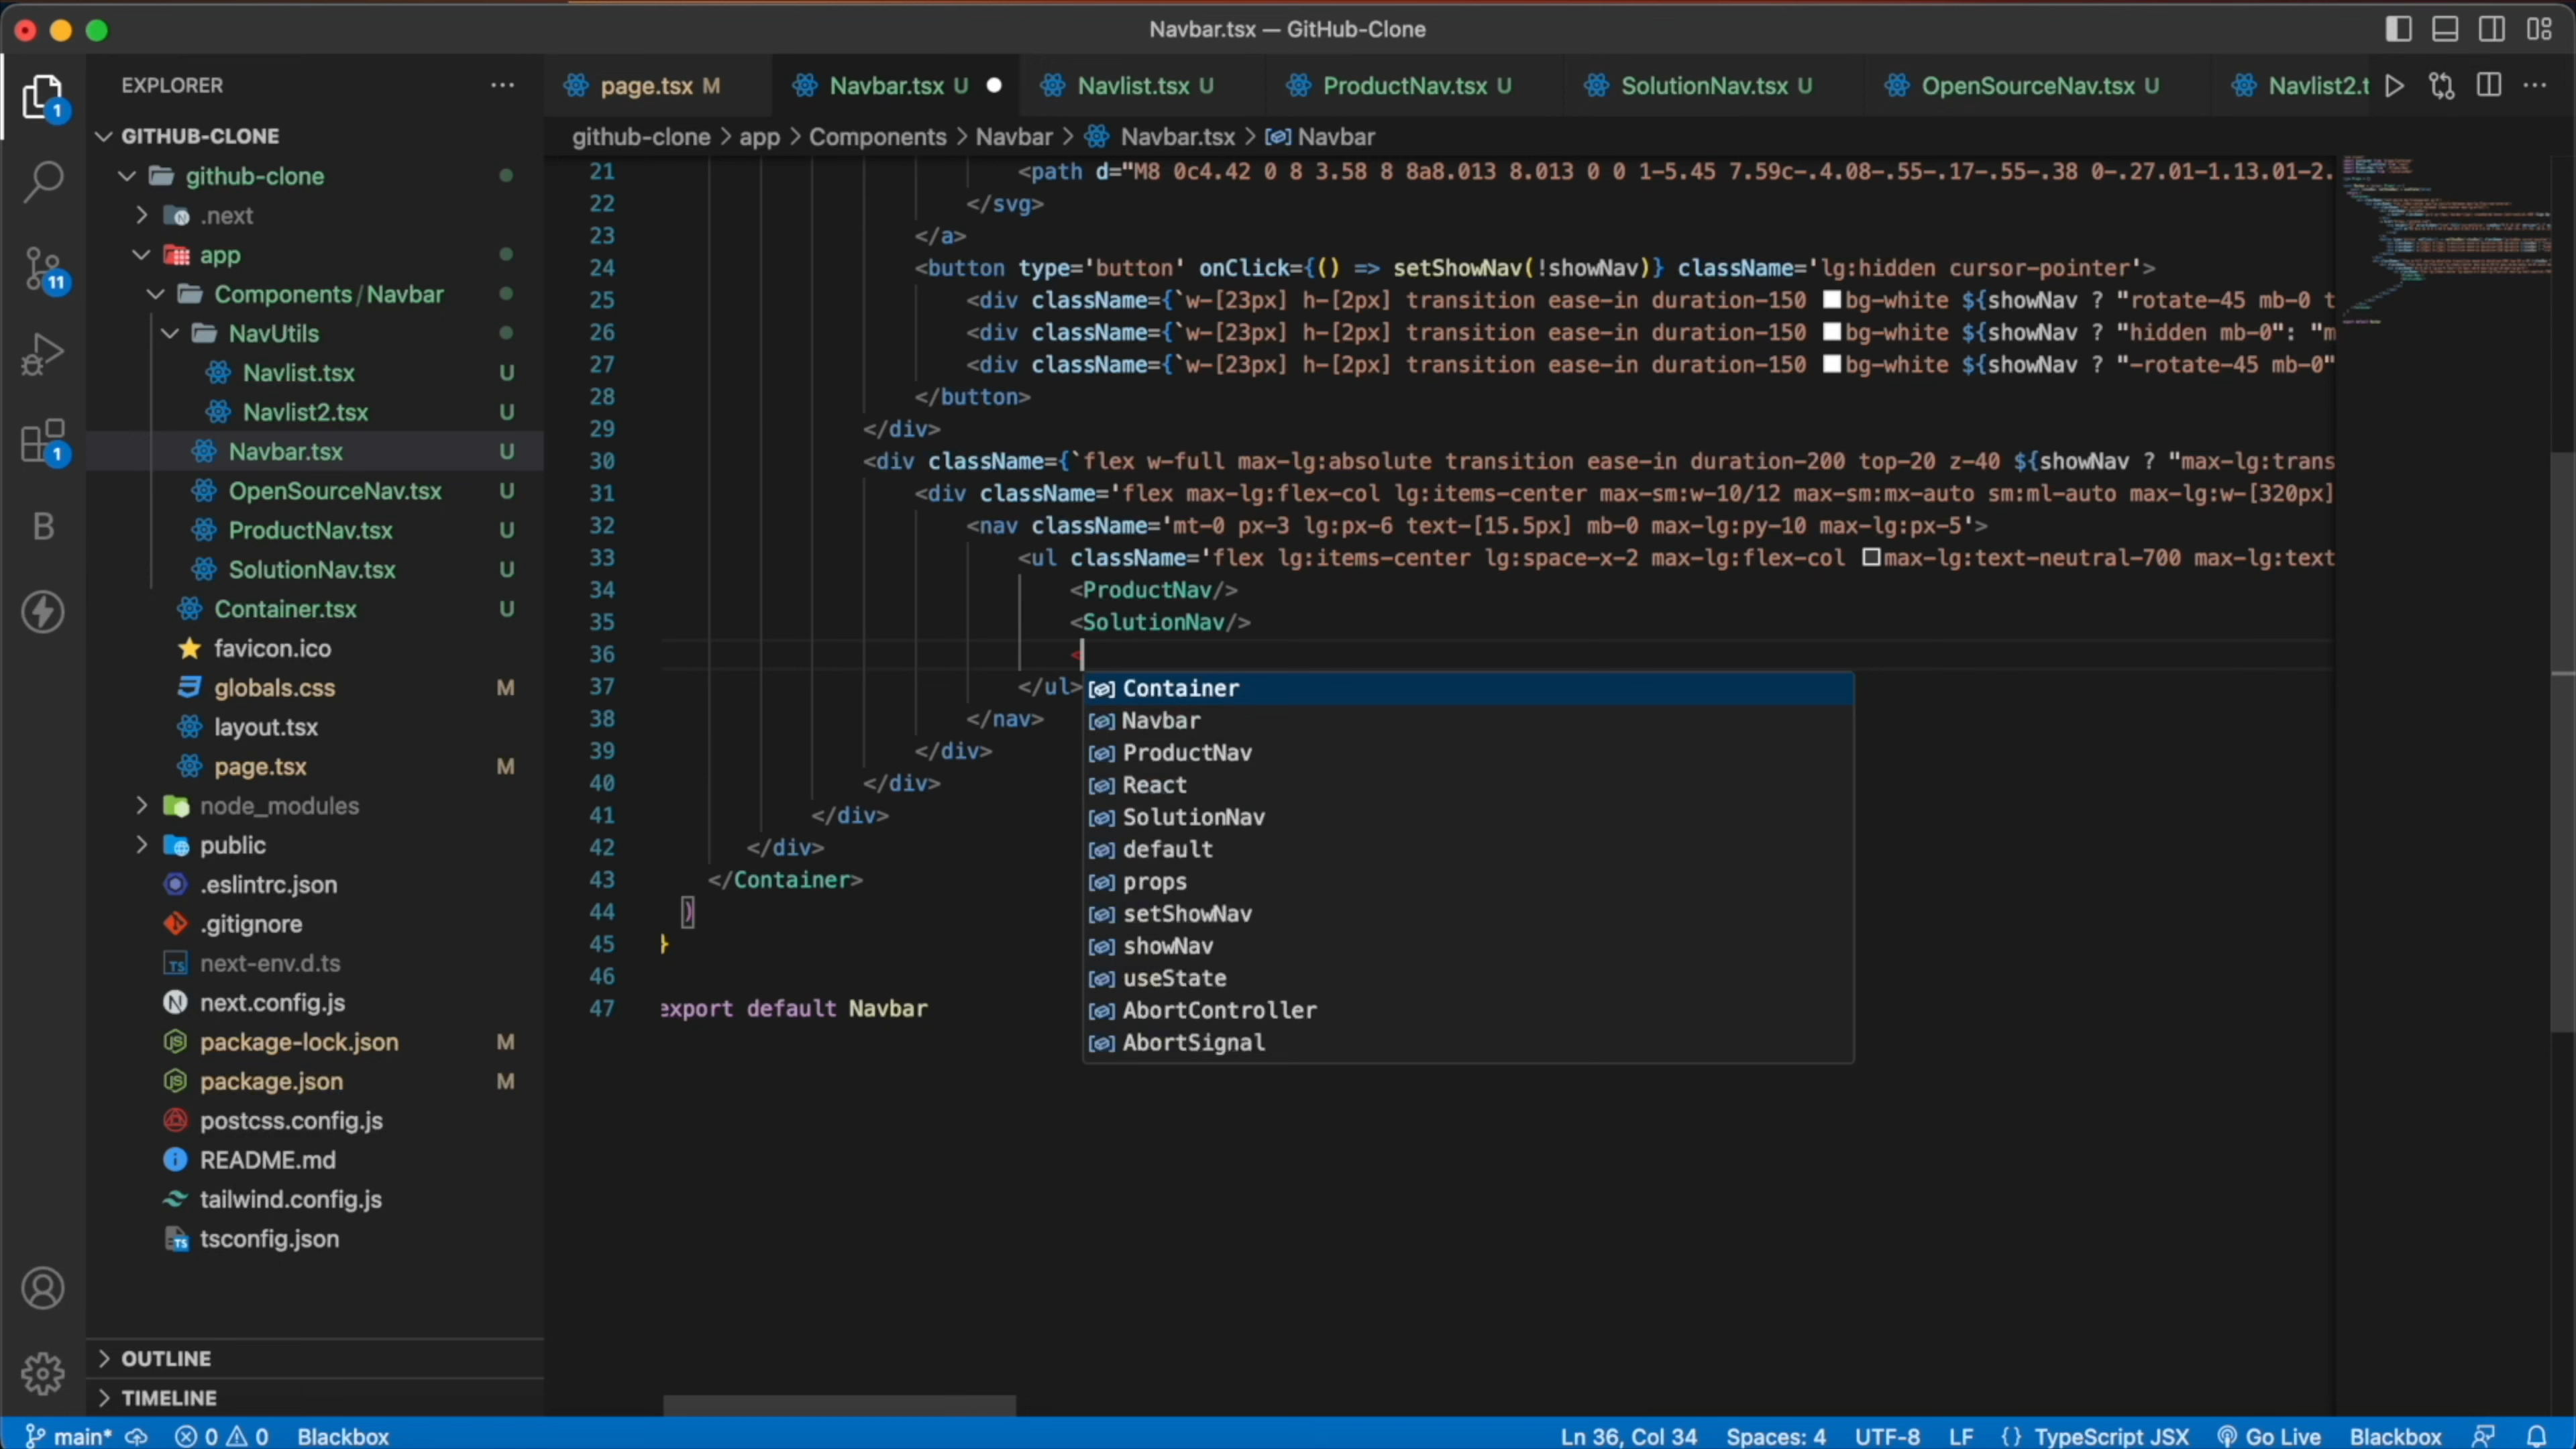 Navbar.tsx — GitHub-Clone
EXPLORER
GITHUB-CLONE
github-clone
.next
app
Components / Navbar
NavUtils
Navlist.tsx U
Navlist2.tsx U
Navbar.tsx U
OpenSourceNav.tsx U
ProductNav.tsx U
SolutionNav.tsx U
Container.tsx U
favicon.ico
globals.css M
layout.tsx
page.tsx M
node_modules
public
.eslintrc.json
.gitignore
next-env.d.ts
next.config.js
package-lock.json M
package.json M
postcss.config.js
README.md
tailwind.config.js
tsconfig.json
OUTLINE
TIMELINE
1
11
1
B
page.tsx M Navbar.tsx U Navlist.tsx U ProductNav.tsx U SolutionNav.tsx U OpenSourceNav.tsx U Navlist2.t
github-clone > app > Components > Navbar > Navbar.tsx > Navbar
21 <path d="M8 0c4.42 0 8 3.58 8 8a8.013 8.013 0 0 1-5.45 7.59c-.4.08-.55-.17-.55-.38 0-.27.01-1.13.01-2.
22 </svg>
23 </a>
24 <button type='button' onClick={() => setShowNav(!showNav)} className='lg:hidden cursor-pointer'>
25 <div className={`w-[23px] h-[2px] transition ease-in duration-150 bg-white ${showNav ? "rotate-45 mb-0 t
26 <div className={`w-[23px] h-[2px] transition ease-in duration-150 bg-white ${showNav ? "hidden mb-0": "m
27 <div className={`w-[23px] h-[2px] transition ease-in duration-150 bg-white ${showNav ? "-rotate-45 mb-0"
28 </button>
29 </div>
30 <div className={`flex w-full max-lg:absolute transition ease-in duration-200 top-20 z-40 ${showNav ? "max-lg:trans
31 <div className='flex max-lg:flex-col lg:items-center max-sm:w-10/12 max-sm:mx-auto sm:ml-auto max-lg:w-[320px]
32 <nav className='mt-0 px-3 lg:px-6 text-[15.5px] mb-0 max-lg:py-10 max-lg:px-5'>
33 <ul className='flex lg:items-center lg:space-x-2 max-lg:flex-col max-lg:text-neutral-700 max-lg:text
34 <ProductNav/>
35 <SolutionNav/>
36 <
37 </ul>
38 </nav>
39 </div>
40 </div>
41 </div>
42 </div>
43 </Container>
44 )
45 }
46
47 export default Navbar
Container
Navbar
ProductNav
React
SolutionNav
default
props
setShowNav
showNav
useState
AbortController
AbortSignal
main* 0 0 Blackbox Ln 36, Col 34 Spaces: 4 UTF-8 LF {} TypeScript JSX Go Live Blackbox